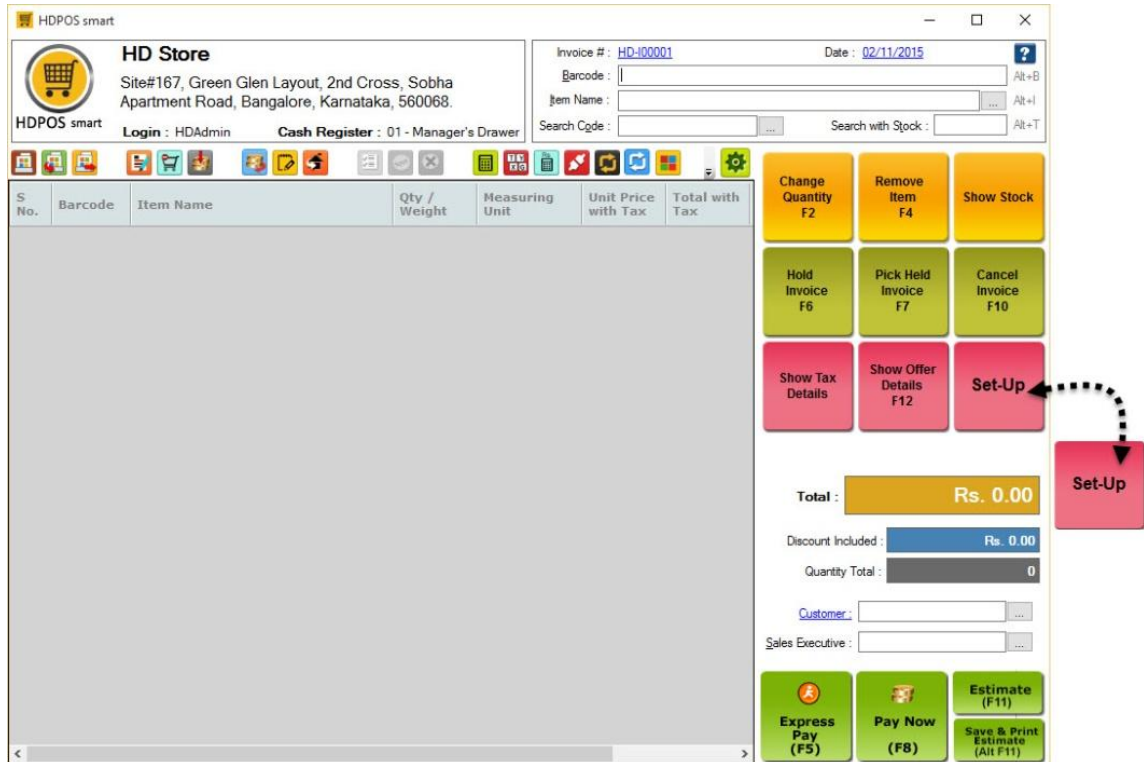 HDPOS smart
HD Store
Site#167, Green Glen Layout, 2nd Cross, Sobha
Apartment Road, Bangalore, Karnataka, 560068.
HDPOS smart
Login : HDAdmin Cash Register : 01 - Manager's Drawer
Invoice # : HD-I00001 Date : 02/11/2015 ?
Barcode : Alt+B
Item Name : ... Alt+I
Search Code : ... Search with Stock : Alt+T
S No. Barcode Item Name Qty / Weight Measuring Unit Unit Price with Tax Total with Tax
Change
Quantity
F2
Remove
Item
F4
Show Stock
Hold
Invoice
F6
Pick Held
Invoice
F7
Cancel
Invoice
F10
Show Tax
Details
Show Offer
Details
F12
Set-Up
Set-Up
Total : Rs. 0.00
Discount Included : Rs. 0.00
Quantity Total : 0
Customer : ...
Sales Executive : ...
Express
Pay
(F5)
Pay Now
(F8)
Estimate
(F11)
Save & Print
Estimate
(Alt F11)